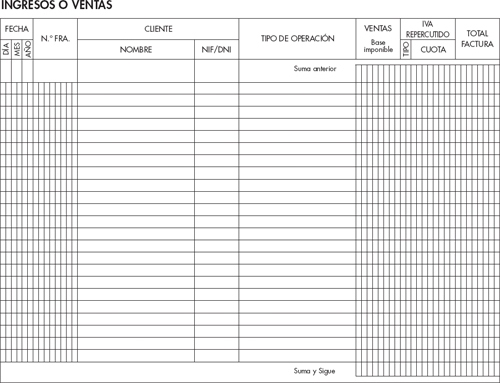 INGRESOS O VENTAS
FECHA
N.º FRA.
CLIENTE
TIPO DE OPERACIÓN
VENTAS
IVA
REPERCUTIDO
TOTAL
FACTURA
DÍA
MES
AÑO
NOMBRE
NIF/DNI
Base
imponible
TIPO
CUOTA
Suma anterior
Suma y Sigue